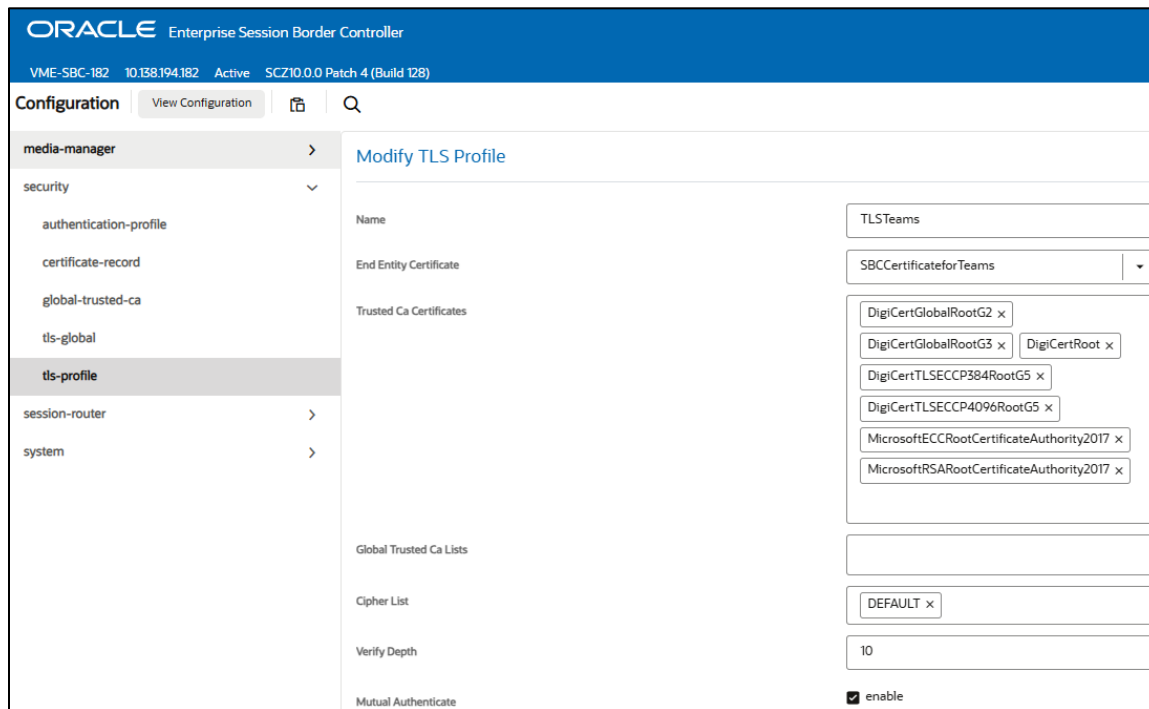 ORACLE Enterprise Session Border Controller
VME-SBC-182 10.138.194.182 Active SCZ10.0.0 Patch 4 (Build 128)
Configuration View Configuration
media-manager
security
authentication-profile
certificate-record
global-trusted-ca
tls-global
tls-profile
session-router
system
Modify TLS Profile
Name TLSTeams
End Entity Certificate SBCCertificateforTeams
Trusted Ca Certificates DigiCertGlobalRootG2 ×
DigiCertGlobalRootG3 × DigiCertRoot ×
DigiCertTLSECCP384RootG5 ×
DigiCertTLSECCP4096RootG5 ×
MicrosoftECCRootCertificateAuthority2017 ×
MicrosoftRSARootCertificateAuthority2017 ×
Global Trusted Ca Lists
Cipher List DEFAULT ×
Verify Depth 10
Mutual Authenticate enable